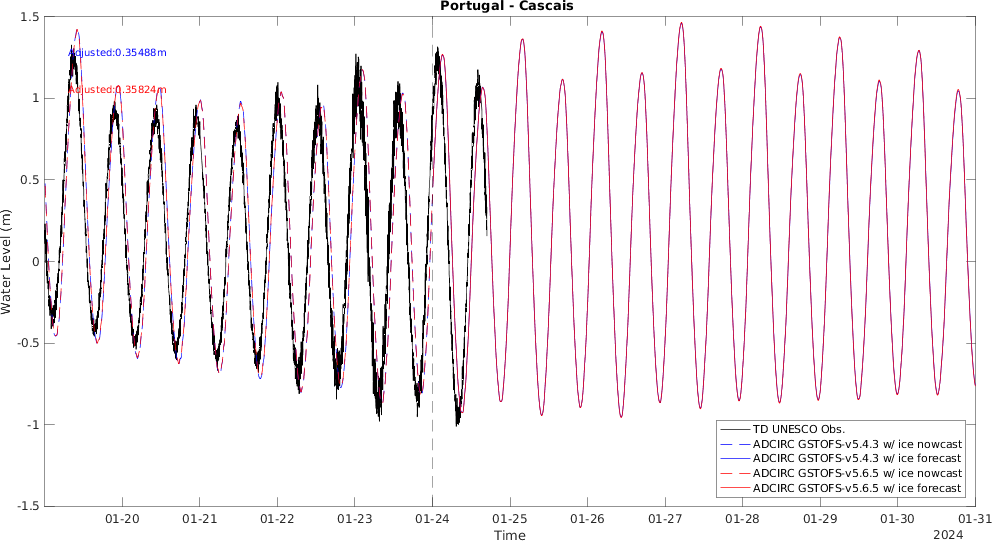 Portugal - Cascais
1.5
1
0.5
0
-0.5
-1
-1.5
Water Level (m)
Adjusted:0.35488m
Adjusted:0.35824m
TD UNESCO Obs.
ADCIRC GSTOFS-v5.4.3 w/ ice nowcast
ADCIRC GSTOFS-v5.4.3 w/ ice forecast
ADCIRC GSTOFS-v5.6.5 w/ ice nowcast
ADCIRC GSTOFS-v5.6.5 w/ ice forecast
01-20 01-21 01-22 01-23 01-24 01-25 01-26 01-27 01-28 01-29 01-30 01-31
Time
2024